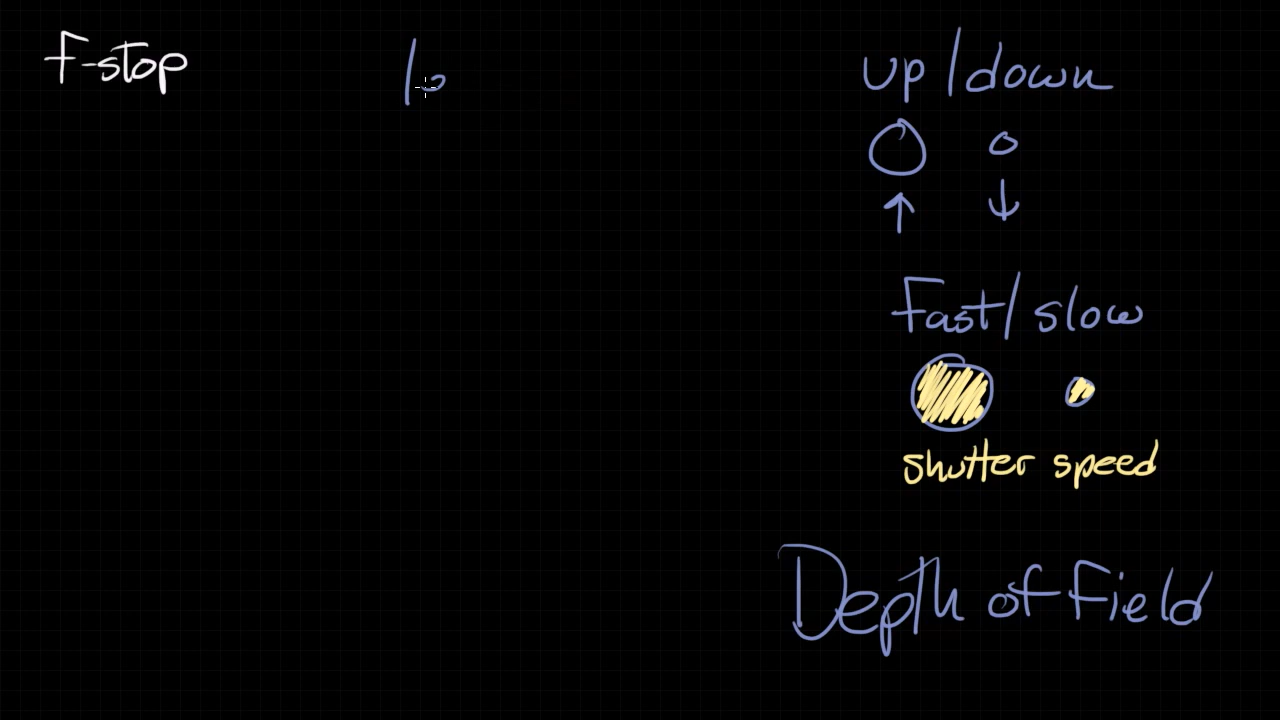 f-stop
up/down
Fast/slow
shutter speed
Depth of Field